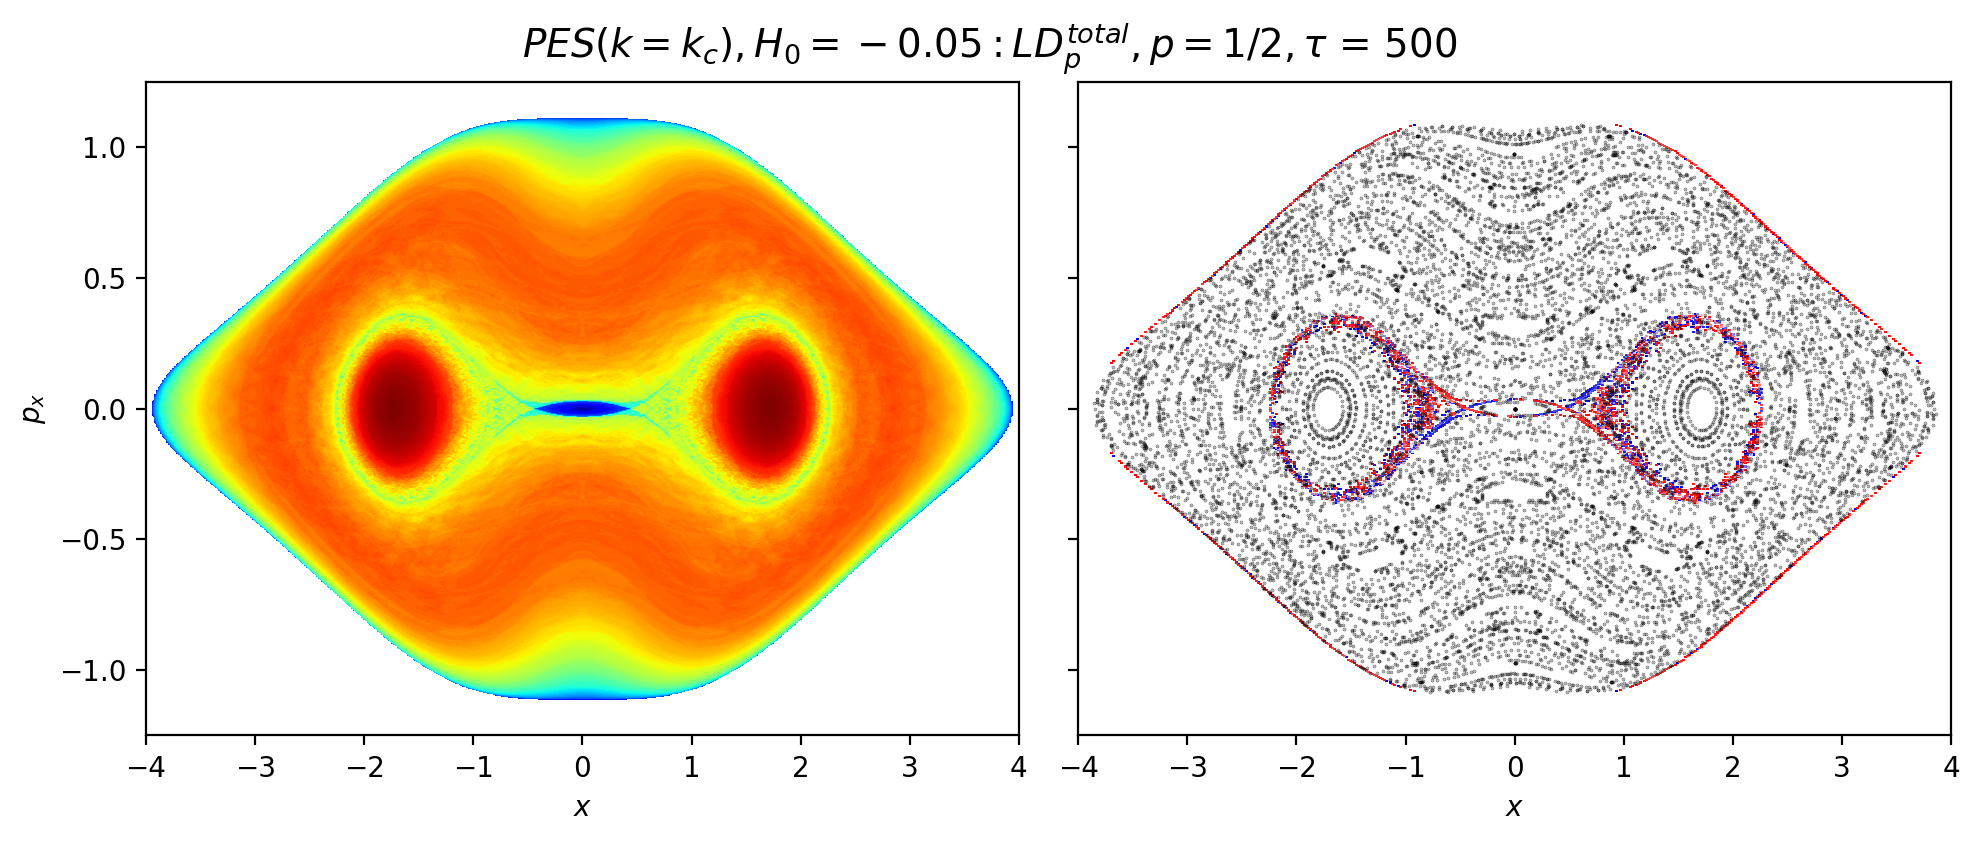 PES(k = k_c), H_0 = −0.05 : LD_p^{total}, p = 1/2, τ = 500
1.0
0.5
0.0
−0.5
−1.0
p_x
−4 −3 −2 −1 0 1 2 3 4
−4 −3 −2 −1 0 1 2 3 4
x
x